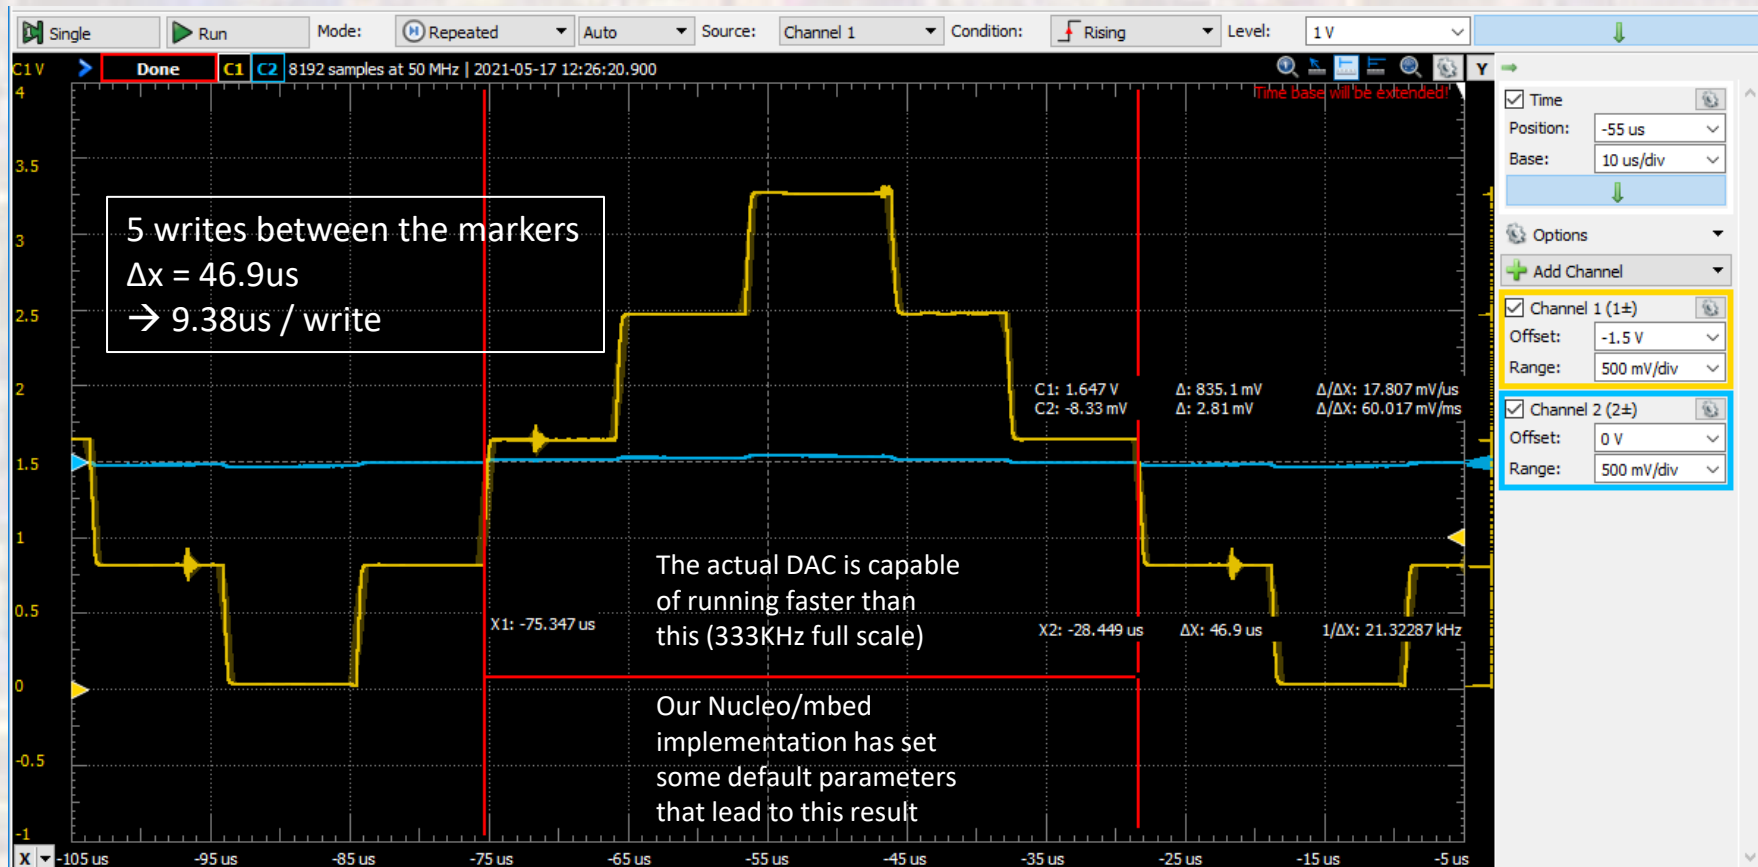 Single Run Mode: Repeated Auto Source: Channel 1 Condition: Rising Level: 1 V
C1 V Done C1 C2 8192 samples at 50 MHz | 2021-05-17 12:26:20.900 Y
Time base will be extended!
4
3.5
3
2.5
2
1.5
1
0.5
0
-0.5
-1
5 writes between the markers
Δx = 46.9us
→ 9.38us / write
C1: 1.647 V Δ: 835.1 mV Δ/ΔX: 17.807 mV/us
C2: -8.33 mV Δ: 2.81 mV Δ/ΔX: 60.017 mV/ms
The actual DAC is capable
of running faster than
this (333KHz full scale)
X1: -75.347 us
X2: -28.449 us ΔX: 46.9 us 1/ΔX: 21.32287 kHz
Our Nucleo/mbed
implementation has set
some default parameters
that lead to this result
X -105 us -95 us -85 us -75 us -65 us -55 us -45 us -35 us -25 us -15 us -5 us
Time
Position: -55 us
Base: 10 us/div
Options
Add Channel
Channel 1 (1±)
Offset: -1.5 V
Range: 500 mV/div
Channel 2 (2±)
Offset: 0 V
Range: 500 mV/div